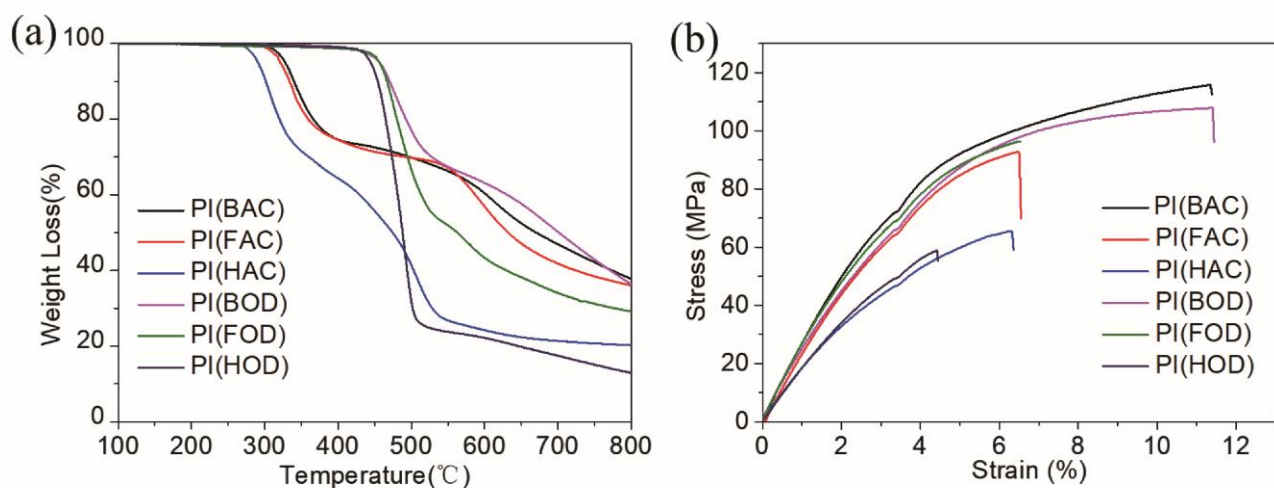 (a)
Weight Loss(%)
100
80
60
40
20
0
PI(BAC)
PI(FAC)
PI(HAC)
PI(BOD)
PI(FOD)
PI(HOD)
100 200 300 400 500 600 700 800
Temperature(℃)
(b)
Stress (MPa)
120
100
80
60
40
20
0
PI(BAC)
PI(FAC)
PI(HAC)
PI(BOD)
PI(FOD)
PI(HOD)
0 2 4 6 8 10 12
Strain (%)